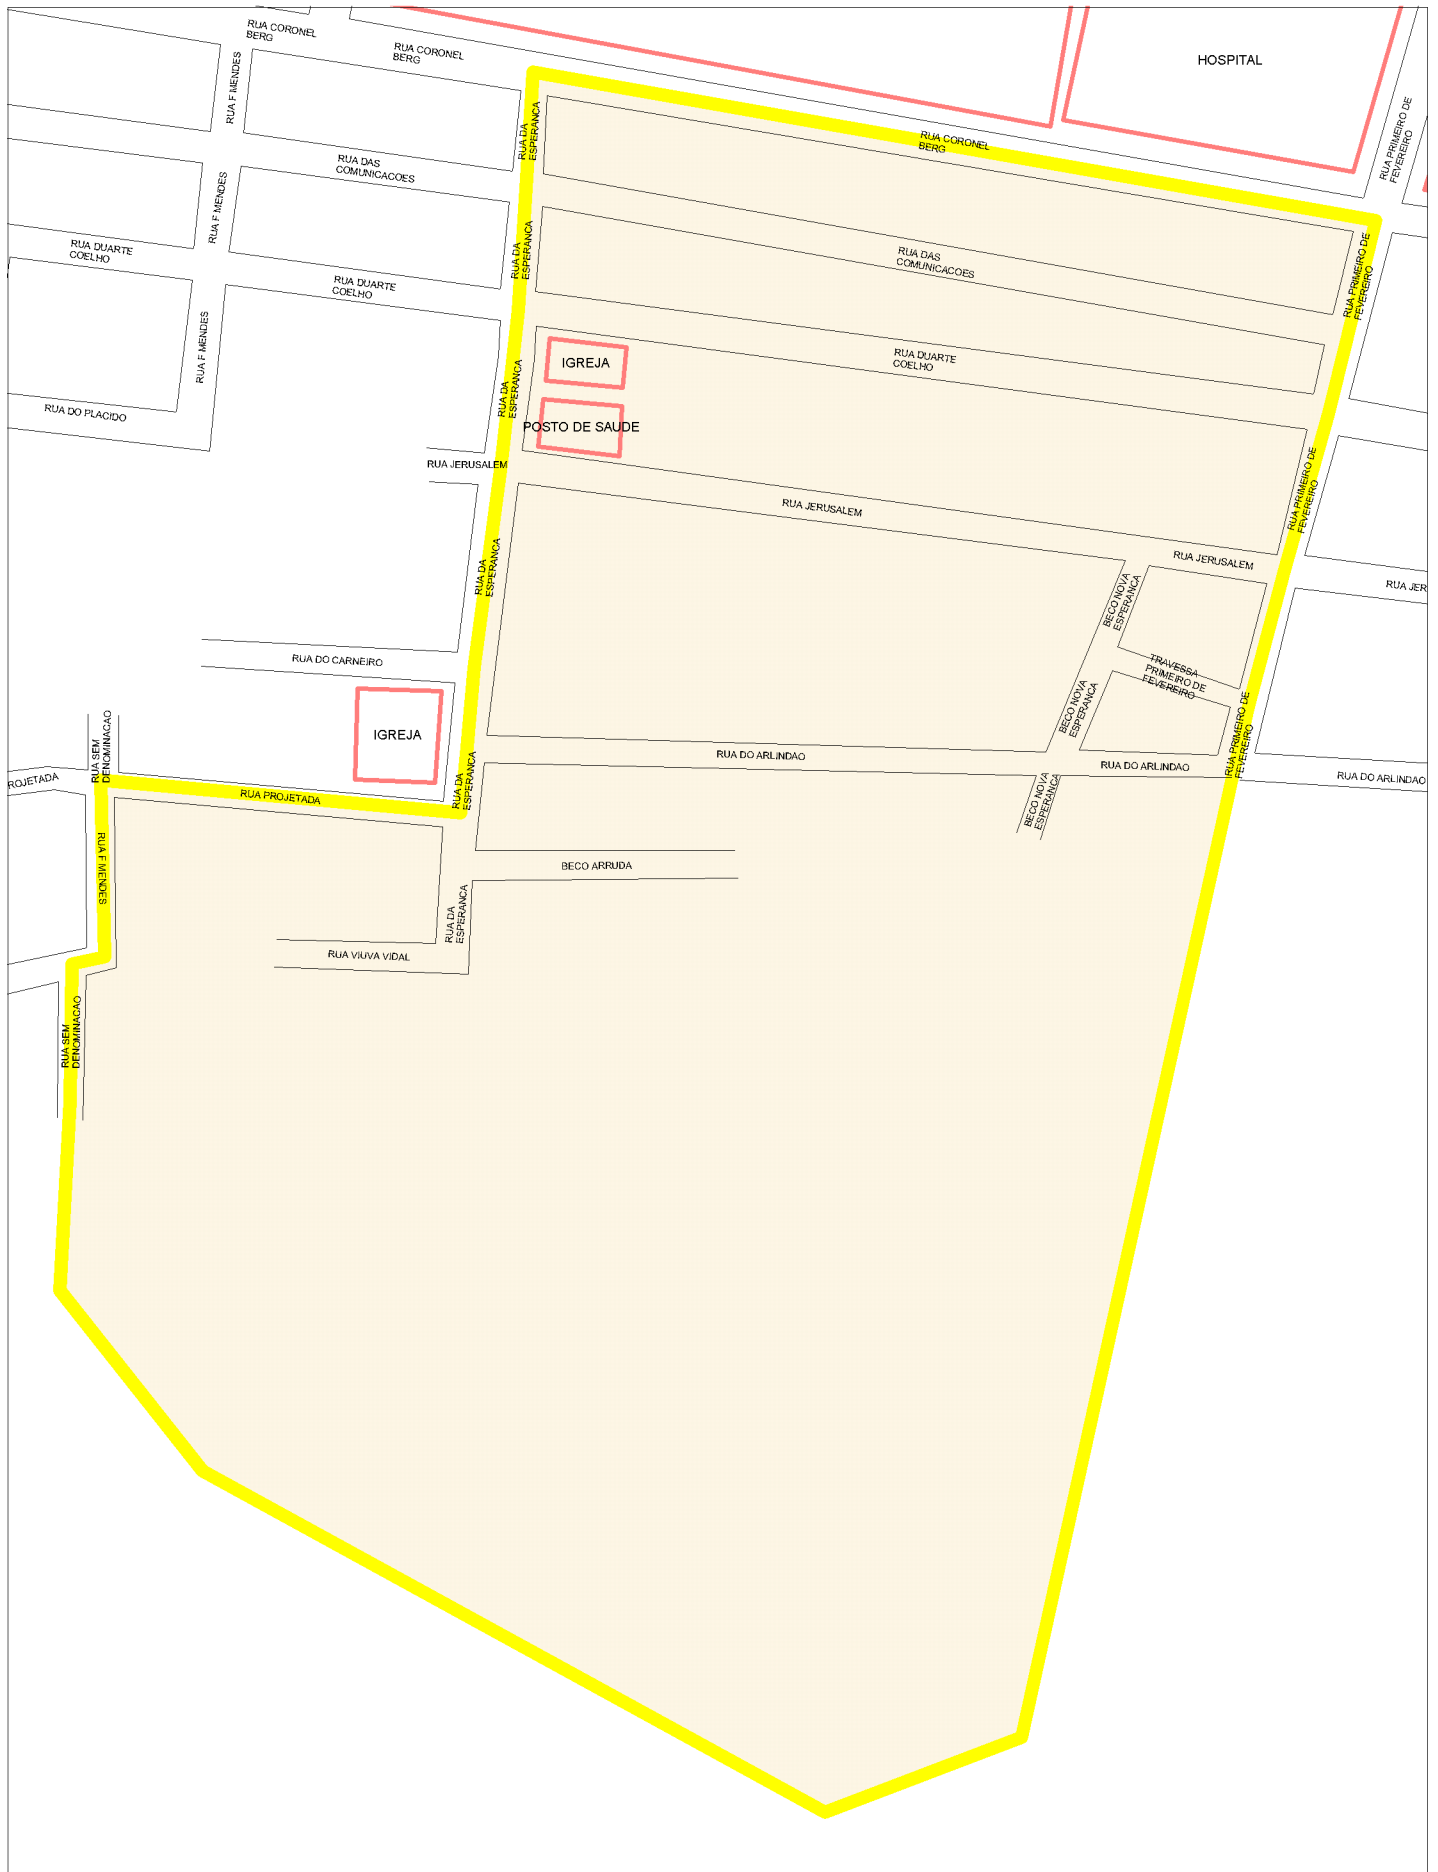 RUA CORONEL
BERG
RUA CORONEL
BERG
HOSPITAL
RUA F MENDES
RUA DA
ESPERANCA
RUA CORONEL
BERG
RUA PRIMEIRO DE
FEVEREIRO
RUA DAS
COMUNICACOES
RUA F MENDES
RUA DUARTE
COELHO
RUA DA
ESPERANCA
RUA DAS
COMUNICACOES
RUA PRIMEIRO DE
FEVEREIRO
RUA DUARTE
COELHO
RUA F MENDES
IGREJA
RUA DUARTE
COELHO
RUA DA
ESPERANCA
RUA DO PLACIDO
POSTO DE SAUDE
RUA JERUSALEM
RUA JERUSALEM
RUA PRIMEIRO DE
FEVEREIRO
RUA JERUSALEM
RUA JER
RUA DA
ESPERANCA
BECO NOVA
ESPERANCA
RUA DO CARNEIRO
TRAVESSA
PRIMEIRO DE
FEVEREIRO
BECO NOVA
ESPERANCA
IGREJA
RUA SEM
DENOMINACAO
RUA PRIMEIRO DE
FEVEREIRO
RUA DO ARLINDAO
RUA DO ARLINDAO
RUA DO ARLINDAO
ROJETADA
RUA PROJETADA
RUA DA
ESPERANCA
BECO NOVA
ESPERANCA
RUA F MENDES
BECO ARRUDA
RUA DA
ESPERANCA
RUA VIUVA VIDAL
RUA SEM
DENOMINACAO